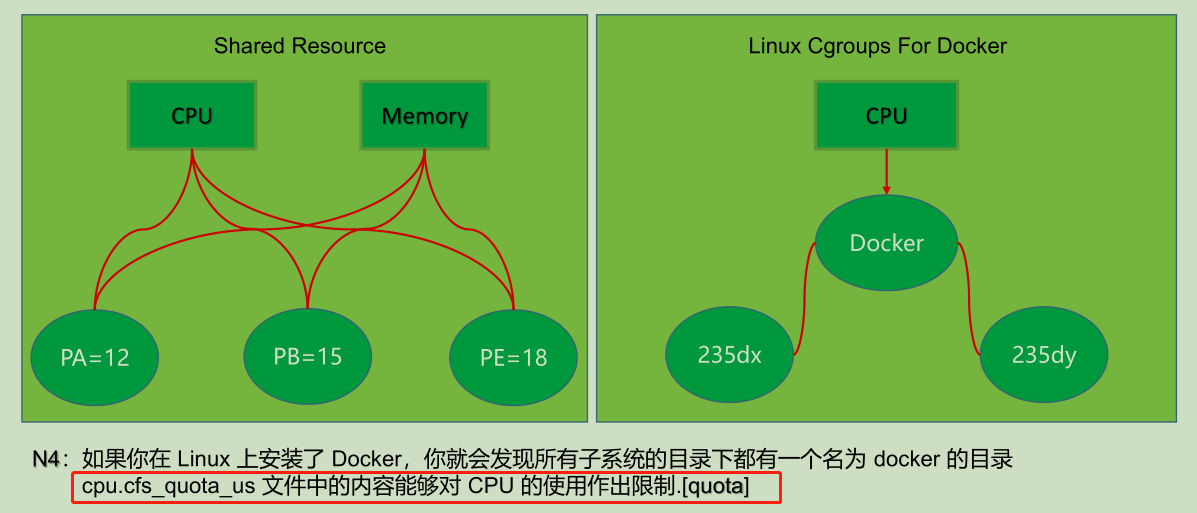 Shared Resource
CPU
Memory
PA=12
PB=15
PE=18
Linux Cgroups For Docker
CPU
Docker
235dx
235dy
N4：如果你在 Linux 上安装了 Docker，你就会发现所有子系统的目录下都有一个名为 docker 的目录
cpu.cfs_quota_us 文件中的内容能够对 CPU 的使用作出限制.[quota]